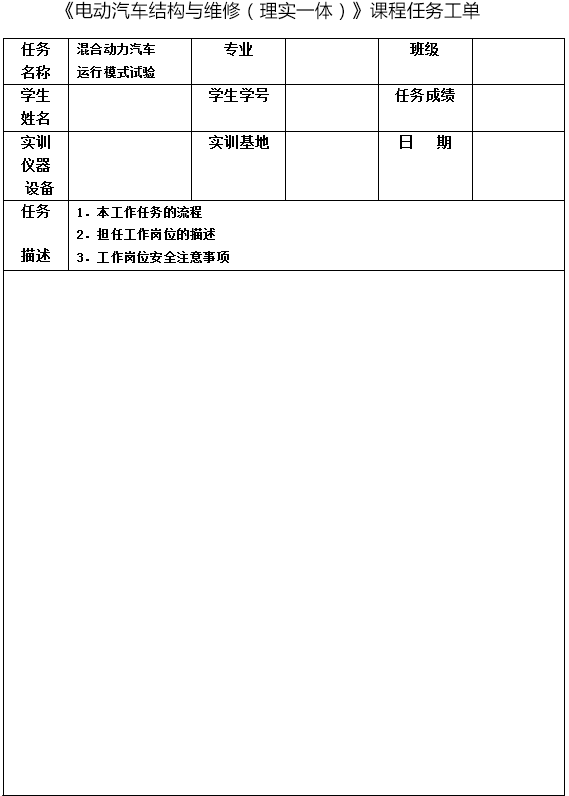 《电动汽车结构与维修（理实一体）》课程任务工单
任务
名称
混合动力汽车
运行模式试验
专业
班级
学生
姓名
学生学号
任务成绩
实训
仪器
设备
实训基地
日 期
任务
描述
1．本工作任务的流程
2．担任工作岗位的描述
3．工作岗位安全注意事项